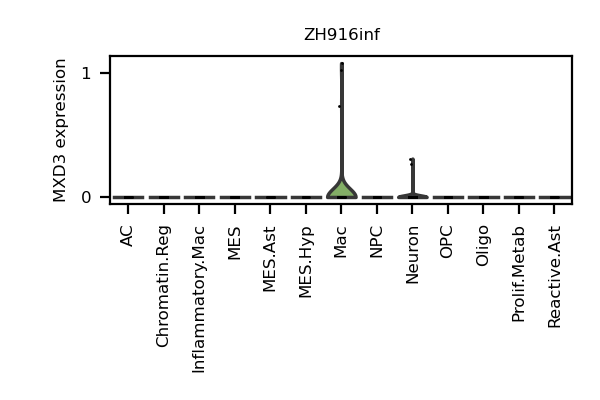 ZH916inf
MXD3 expression
1
0
AC
Chromatin.Reg
Inflammatory.Mac
MES
MES.Ast
MES.Hyp
Mac
NPC
Neuron
OPC
Oligo
Prolif.Metab
Reactive.Ast